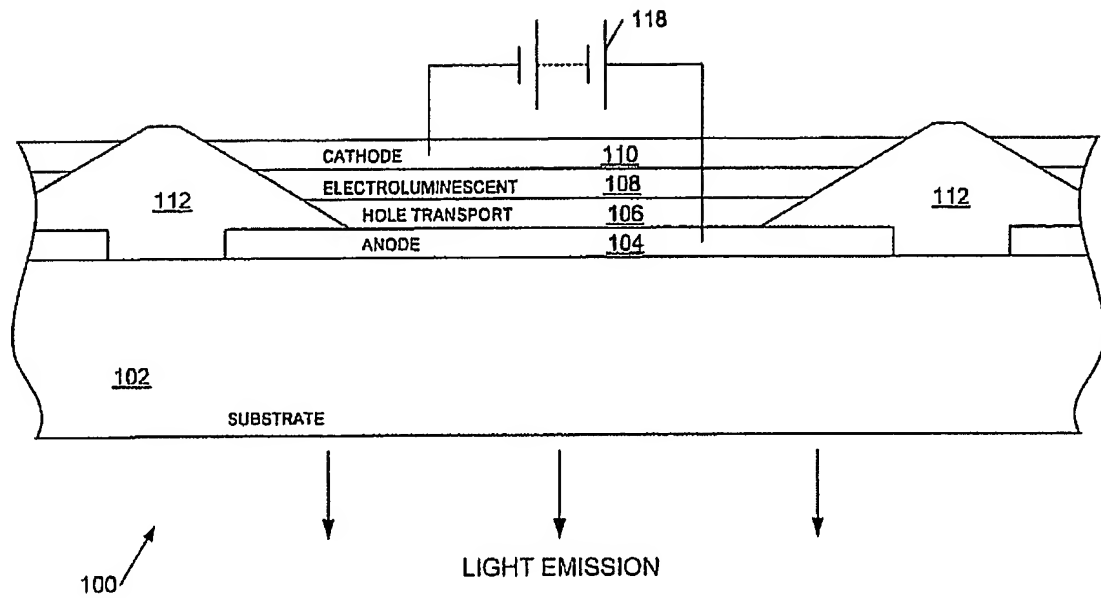 118
CATHODE 110
ELECTROLUMINESCENT 108
112
HOLE TRANSPORT 106
112
ANODE 104
102
SUBSTRATE
LIGHT EMISSION
100